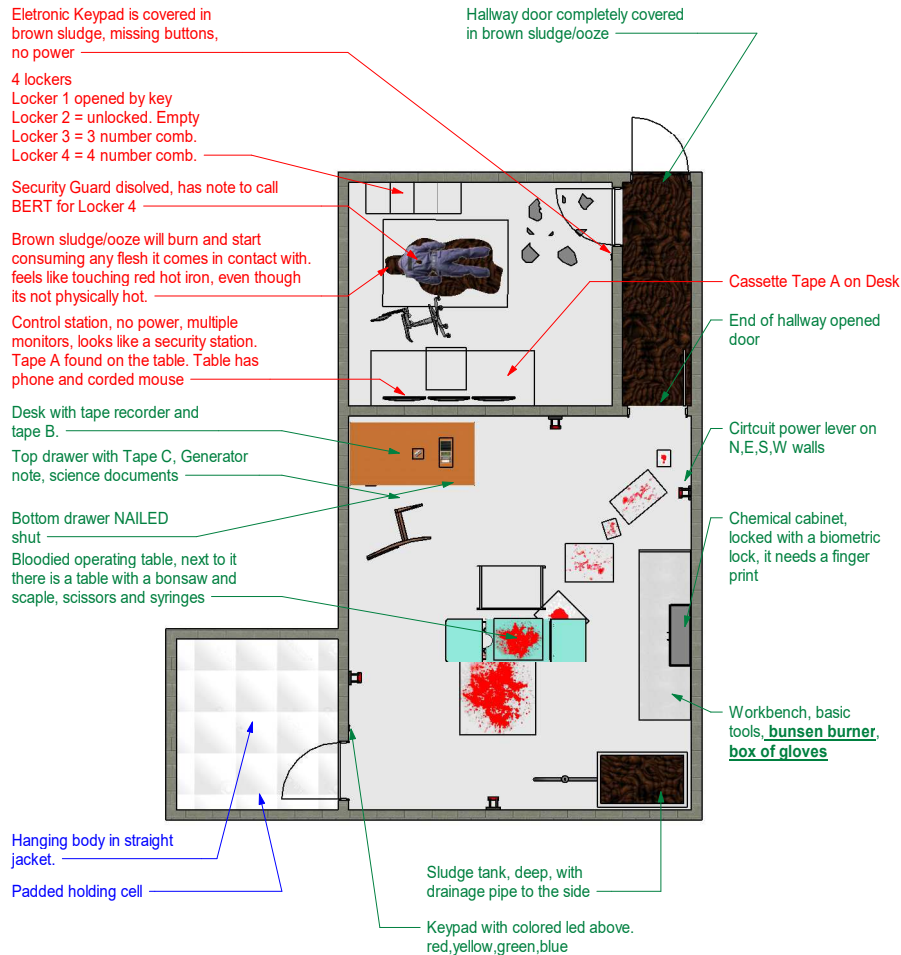 Eletronic Keypad is covered in
brown sludge, missing buttons,
no power
Hallway door completely covered
in brown sludge/ooze
4 lockers
Locker 1 opened by key
Locker 2 = unlocked. Empty
Locker 3 = 3 number comb.
Locker 4 = 4 number comb.
Security Guard disolved, has note to call
BERT for Locker 4
Brown sludge/ooze will burn and start
consuming any flesh it comes in contact with.
feels like touching red hot iron, even though
its not physically hot.
Cassette Tape A on Desk
Control station, no power, multiple
monitors, looks like a security station.
Tape A found on the table. Table has
phone and corded mouse
End of hallway opened
door
Desk with tape recorder and
tape B.
Cirtcuit power lever on
N,E,S,W walls
Top drawer with Tape C, Generator
note, science documents
Bottom drawer NAILED
shut
Chemical cabinet,
locked with a biometric
lock, it needs a finger
print
Bloodied operating table, next to it
there is a table with a bonsaw and
scaple, scissors and syringes
Workbench, basic
tools, bunsen burner,
box of gloves
Hanging body in straight
jacket.
Padded holding cell
Sludge tank, deep, with
drainage pipe to the side
Keypad with colored led above.
red,yellow,green,blue